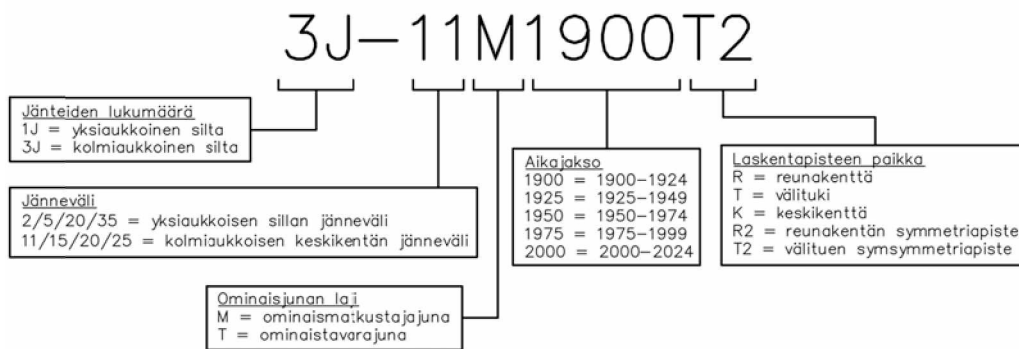 3J-11M1900T2
Jänteiden lukumäärä
1J = yksiaukkoinen silta
3J = kolmiaukkoinen silta
Jänneväli
2/5/20/35 = yksiaukkoisen sillan jänneväli
11/15/20/25 = kolmiaukkoisen keskikentän jänneväli
Ominaisjunan laji
M = ominaismatkustajajuna
T = ominaistavarajuna
Aikajakso
1900 = 1900-1924
1925 = 1925-1949
1950 = 1950-1974
1975 = 1975-1999
2000 = 2000-2024
Laskentapisteen paikka
R = reunakenttä
T = välituki
K = keskikenttä
R2 = reunakentän symmetriapiste
T2 = välituen symsymmetriapiste